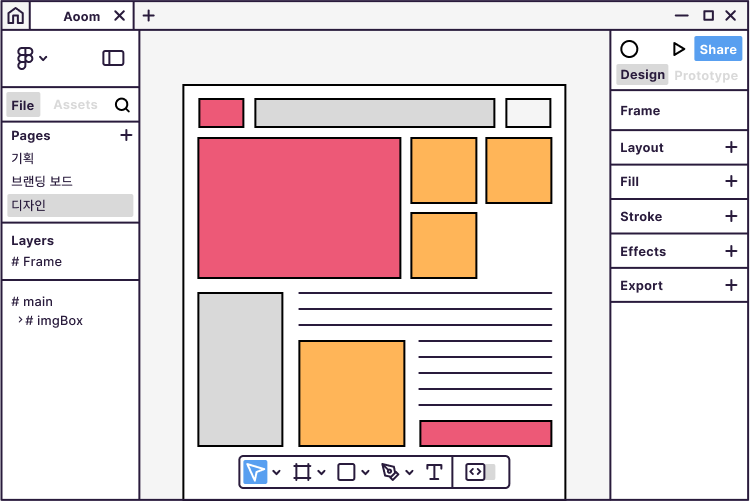 Aoom
Share
Design Prototype
File Assets
Pages
기획
브랜딩 보드
디자인
Layers
# Frame
# main
# imgBox
Frame
Layout
Fill
Stroke
Effects
Export